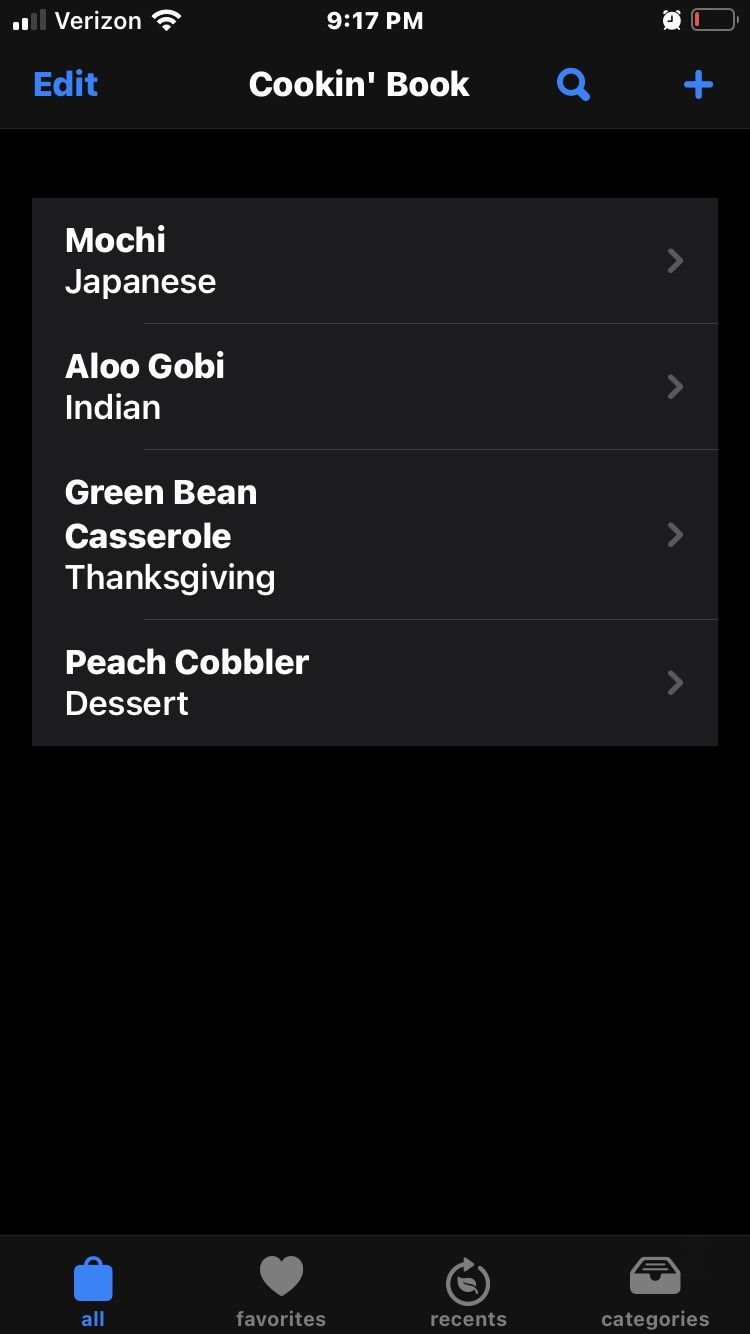 Verizon 9:17 PM
Edit Cookin' Book
Mochi
Japanese
Aloo Gobi
Indian
Green Bean
Casserole
Thanksgiving
Peach Cobbler
Dessert
all favorites recents categories